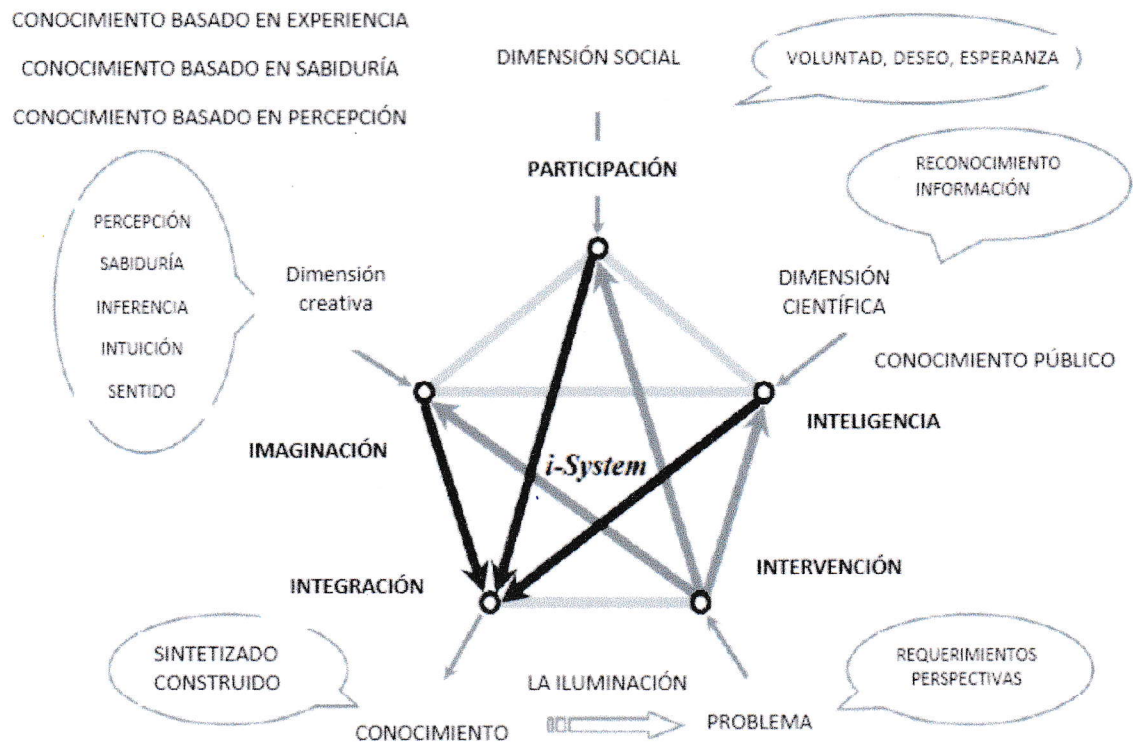 CONOCIMIENTO BASADO EN EXPERIENCIA
CONOCIMIENTO BASADO EN SABIDURÍA
CONOCIMIENTO BASADO EN PERCEPCIÓN
DIMENSIÓN SOCIAL
VOLUNTAD, DESEO, ESPERANZA
PARTICIPACIÓN
RECONOCIMIENTO
INFORMACIÓN
PERCEPCIÓN
SABIDURÍA
INFERENCIA
INTUICIÓN
SENTIDO
Dimensión
creativa
DIMENSIÓN
CIENTÍFICA
CONOCIMIENTO PÚBLICO
IMAGINACIÓN
INTELIGENCIA
i-System
INTEGRACIÓN
INTERVENCIÓN
SINTETIZADO
CONSTRUIDO
LA ILUMINACIÓN
REQUERIMIENTOS
PERSPECTIVAS
CONOCIMIENTO
PROBLEMA